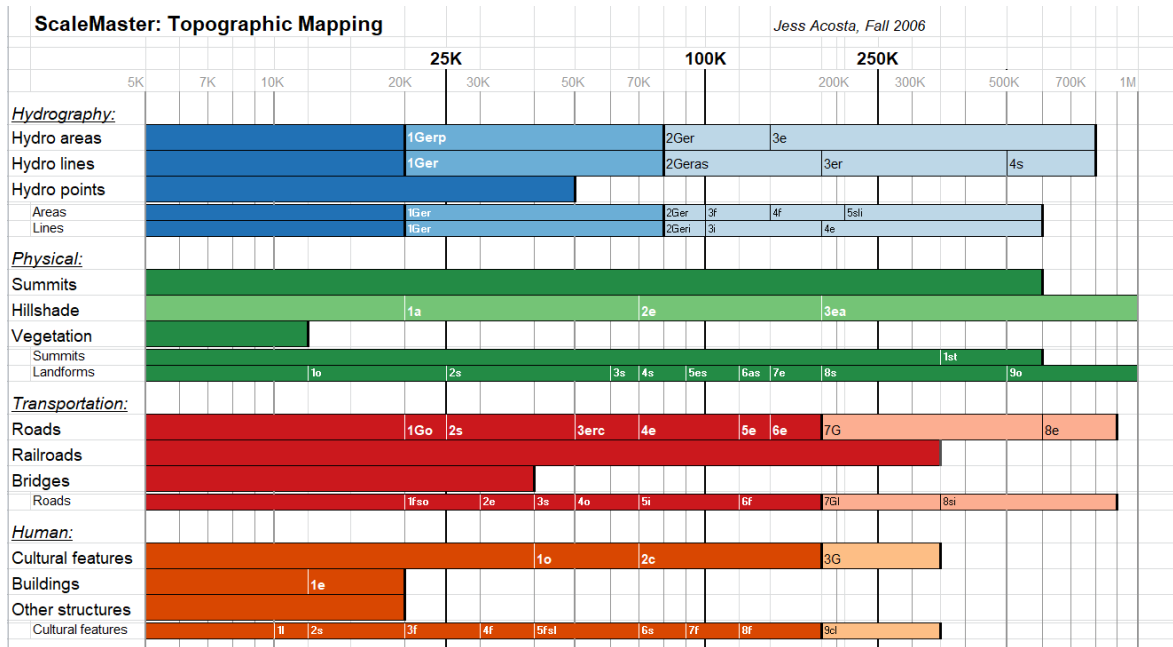 ScaleMaster: Topographic Mapping Jess Acosta, Fall 2006
25K 100K 250K
5K 7K 10K 20K 30K 50K 70K 200K 300K 500K 700K 1M
Hydrography:
Hydro areas 1Gerp 2Ger 3e
Hydro lines 1Ger 2Geras 3er 4s
Hydro points
Areas 1Ger 2Ger 3f 4f 5sli
Lines 1Ger 2Geri 3i 4e
Physical:
Summits
Hillshade 1a 2e 3ea
Vegetation
Summits 1st
Landforms 1o 2s 3s 4s 5es 6as 7e 8s 9o
Transportation:
Roads 1Go 2s 3erc 4e 5e 6e 7G 8e
Railroads
Bridges
Roads 1fso 2e 3s 4o 5i 6f 7Gl 8si
Human:
Cultural features 1o 2c 3G
Buildings 1e
Other structures
Cultural features 1l 2s 3f 4f 5fsl 6s 7f 8f 9cl